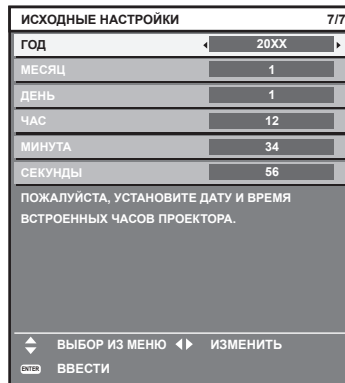 ИСХОДНЫЕ НАСТРОЙКИ 7/7
ГОД 20XX
МЕСЯЦ 1
ДЕНЬ 1
ЧАС 12
МИНУТА 34
СЕКУНДЫ 56
ПОЖАЛУЙСТА, УСТАНОВИТЕ ДАТУ И ВРЕМЯ
ВСТРОЕННЫХ ЧАСОВ ПРОЕКТОРА.
ВЫБОР ИЗ МЕНЮ ИЗМЕНИТЬ
ENTER ВВЕСТИ